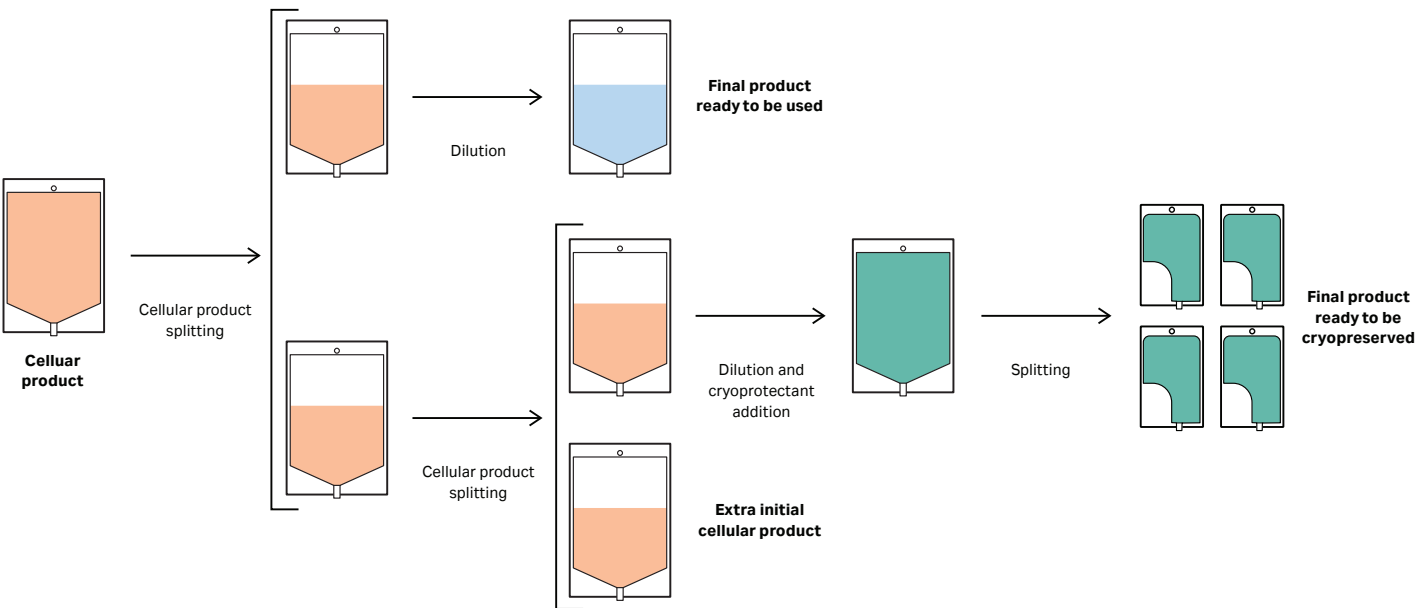 Celluar
product
Cellular product
splitting
Dilution
Final product
ready to be used
Cellular product
splitting
Dilution and
cryoprotectant
addition
Extra initial
cellular product
Splitting
Final product
ready to be
cryopreserved